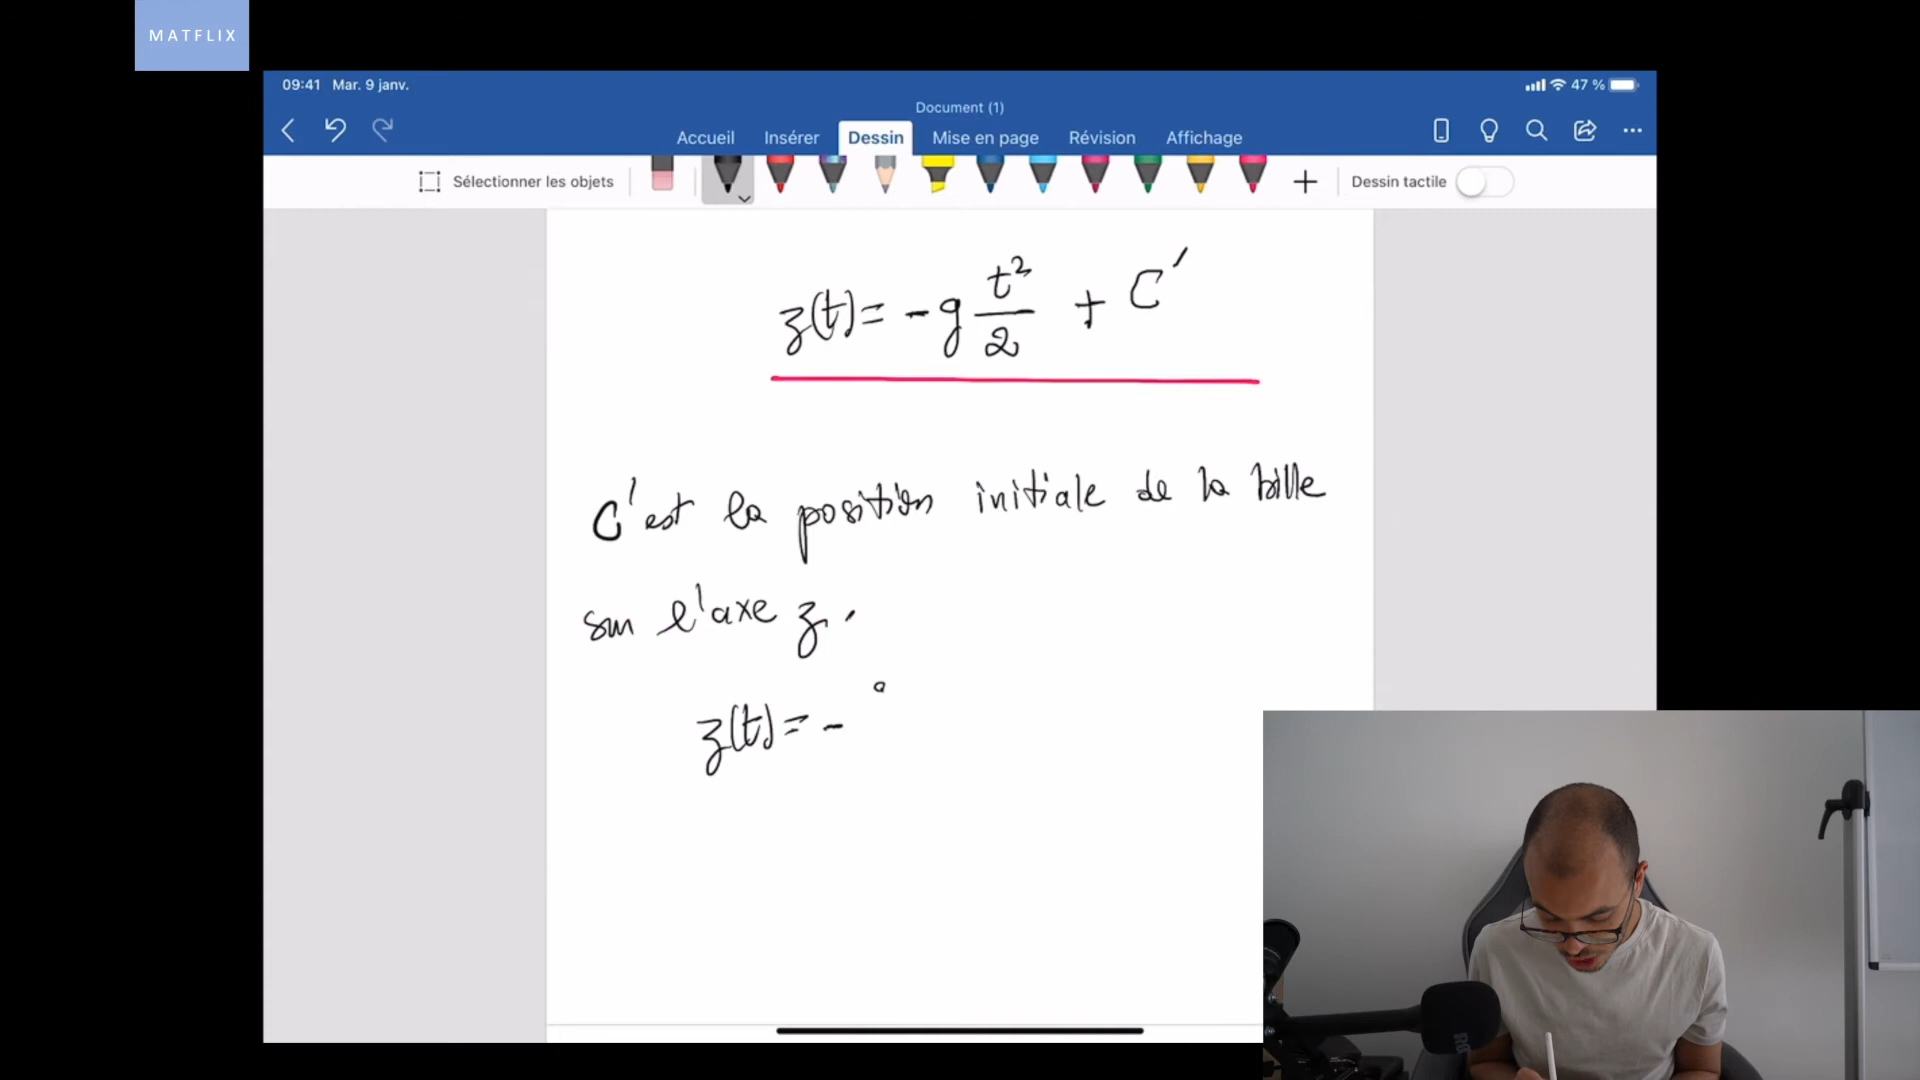 MATFLIX
09:41 Mar. 9 janv.
47 %
Document (1)
Accueil Insérer Dessin Mise en page Révision Affichage
Sélectionner les objets
Dessin tactile
z(t) = -g t²/2 + C'
C' est la position initiale de la bille
sur l'axe z.
z(t) = -